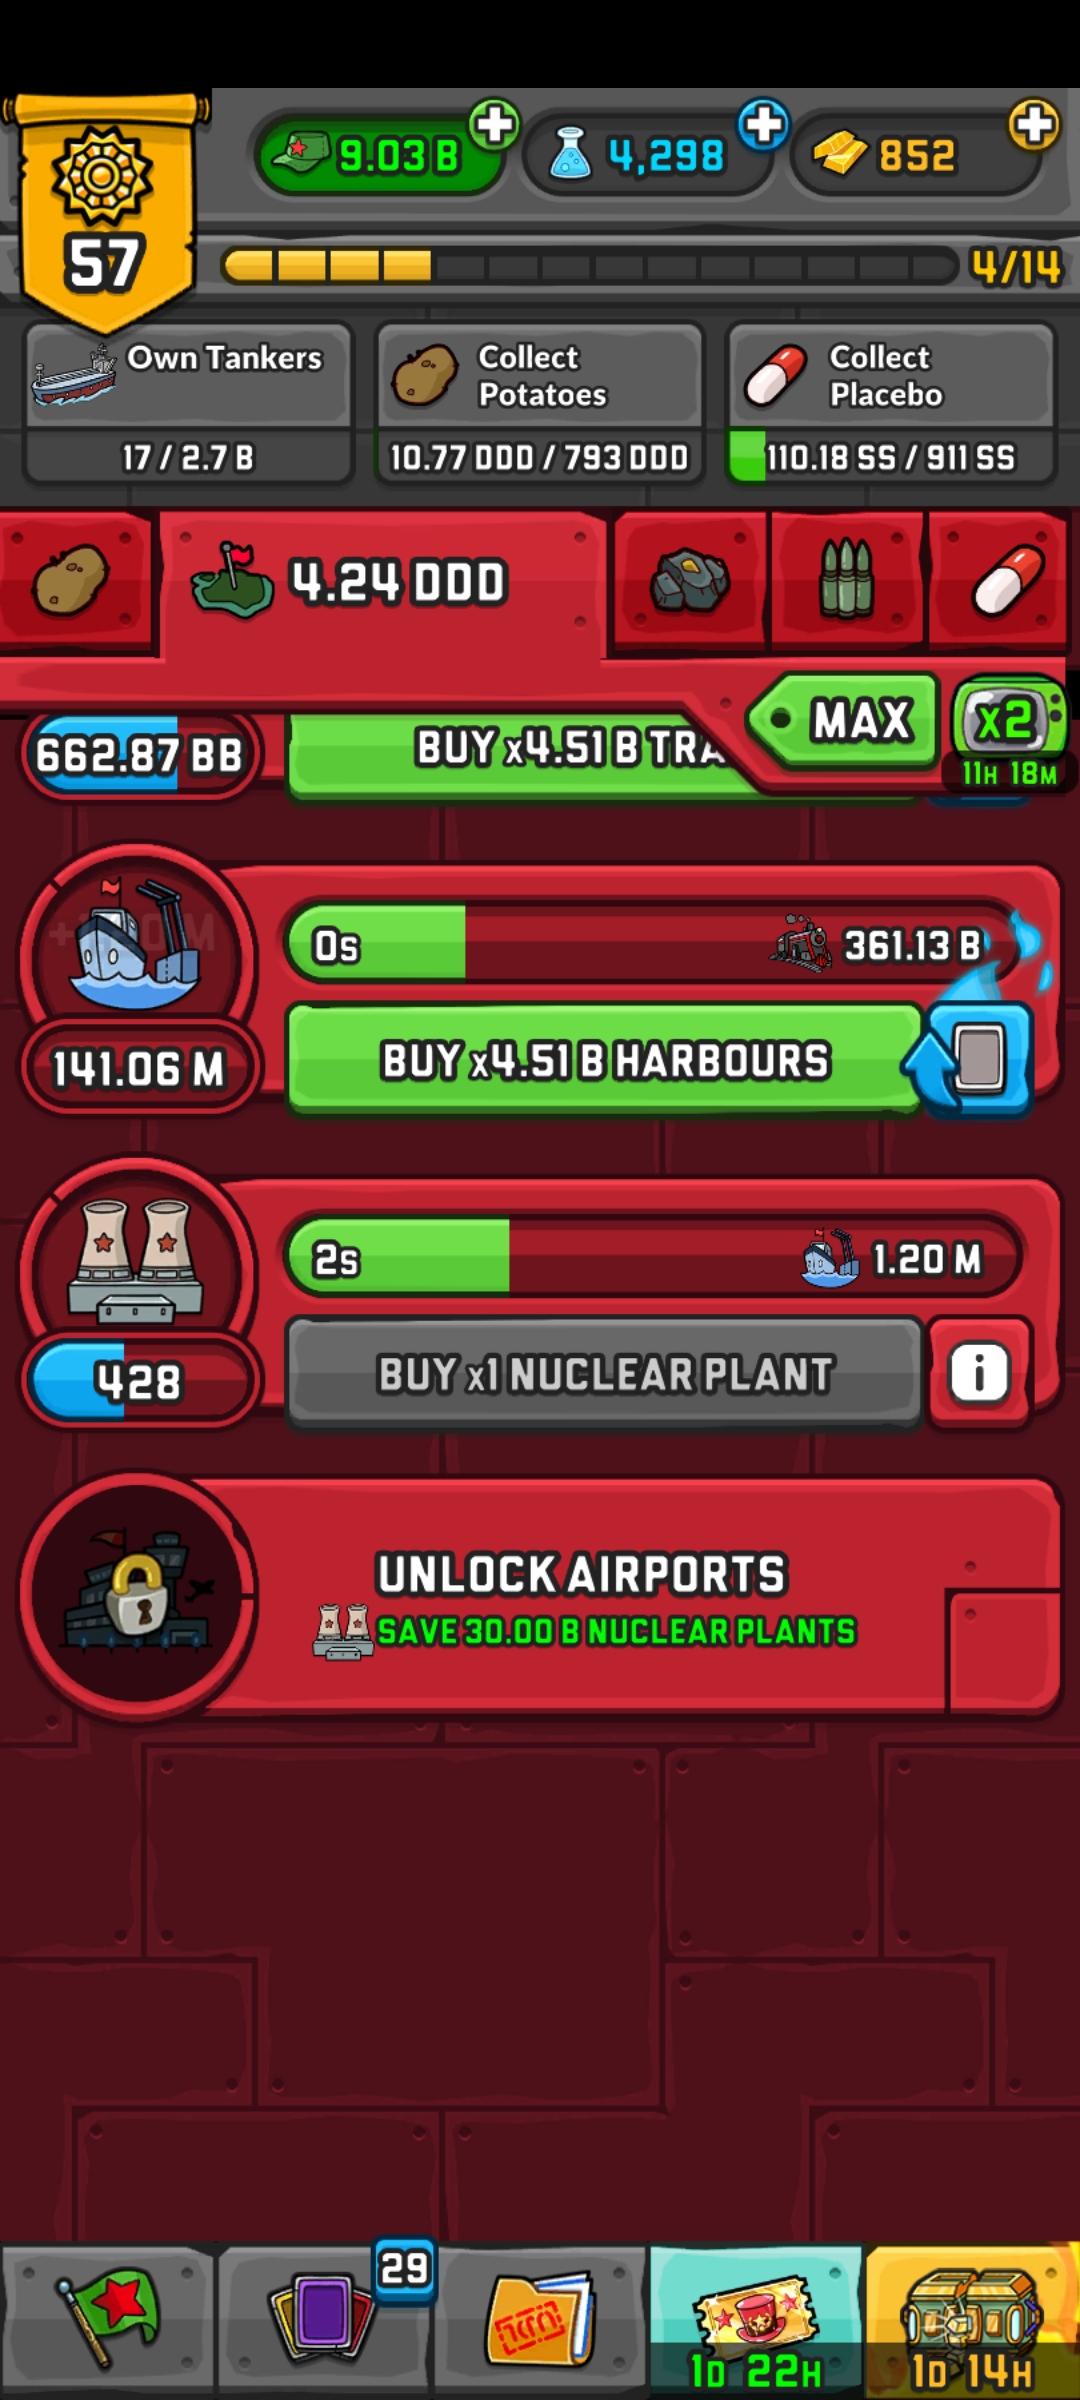 57
9.03 B
4,298
852
4/14
Own Tankers
17 / 2.7 B
Collect
Potatoes
10.77 DDD / 793 DDD
Collect
Placebo
110.18 SS / 911 SS
4.24 DDD
MAX
x2
11H 18M
662.87 BB
BUY x4.51 B TRA
0s
361.13 B
141.06 M
BUY x4.51 B HARBOURS
2s
1.20 M
428
BUY x1 NUCLEAR PLANT
i
UNLOCK AIRPORTS
SAVE 30.00 B NUCLEAR PLANTS
29
1D 22H
1D 14H